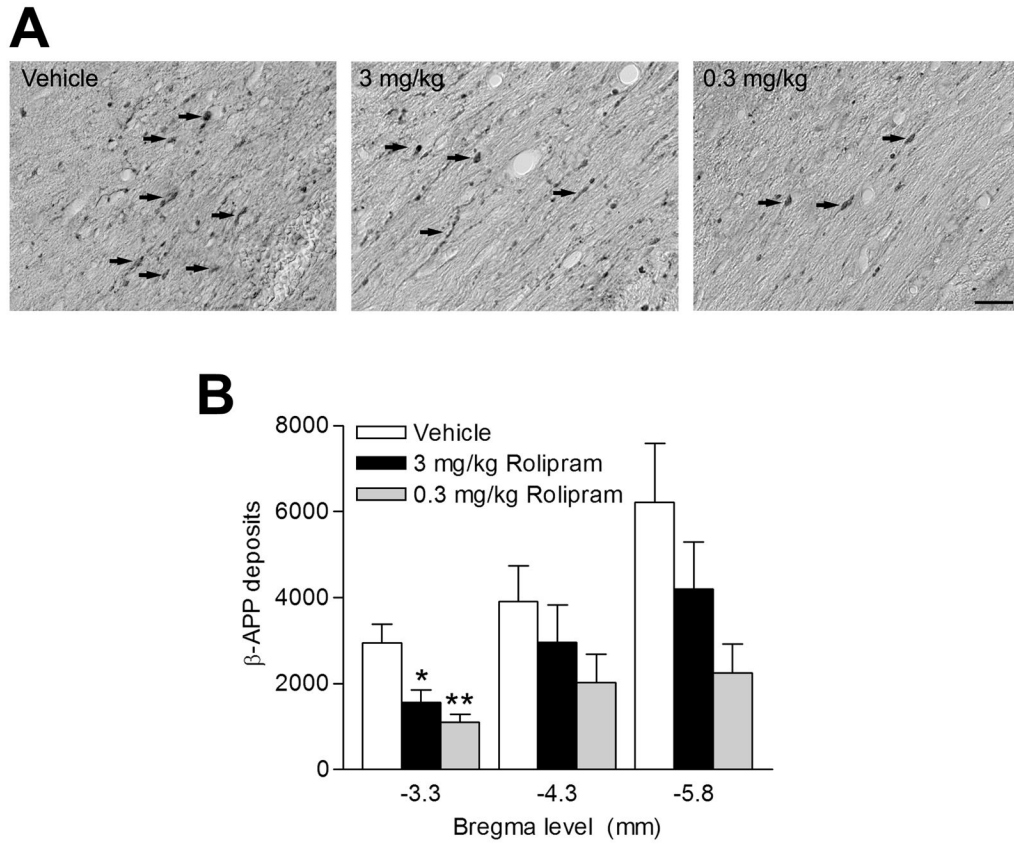 A
Vehicle
3 mg/kg
0.3 mg/kg
B
8000
6000
4000
2000
0
β-APP deposits
Vehicle
3 mg/kg Rolipram
0.3 mg/kg Rolipram
*
**
-3.3
-4.3
-5.8
Bregma level (mm)